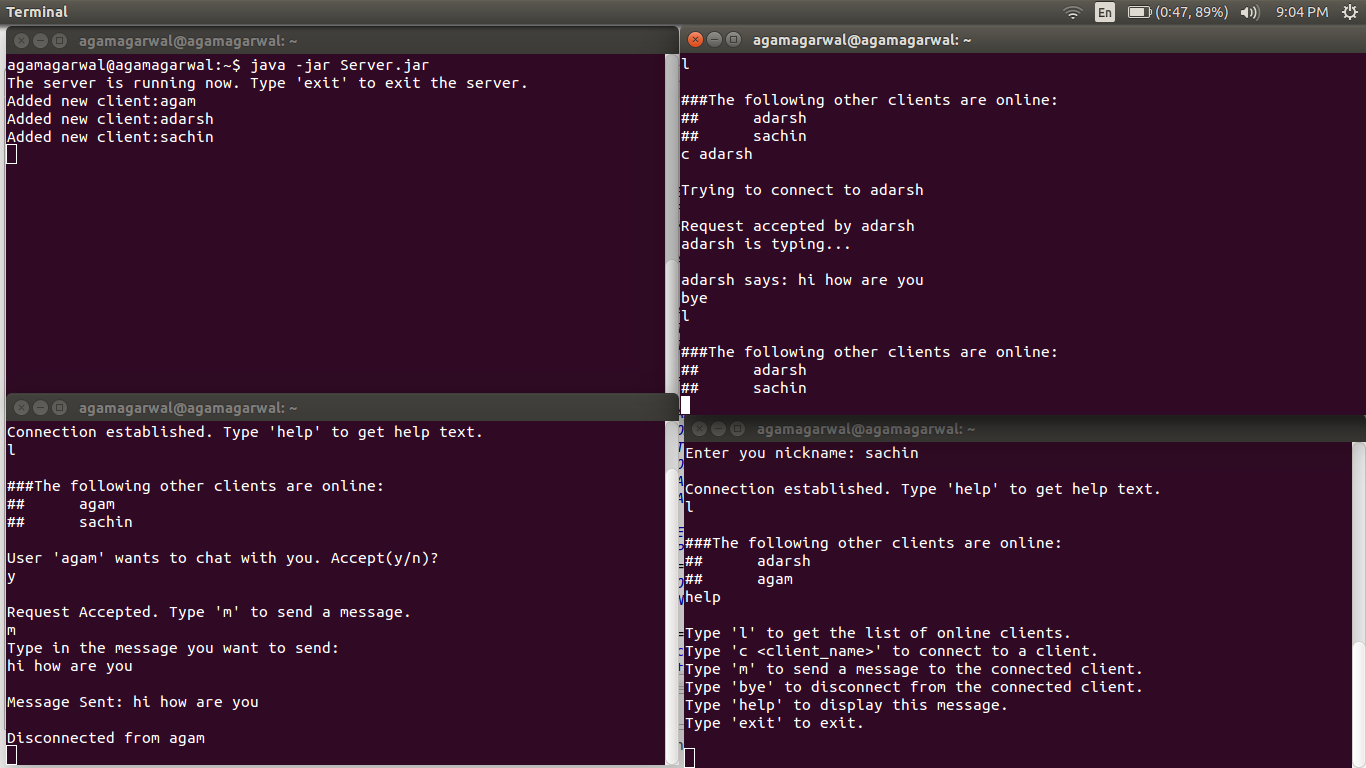 Terminal
En (0:47, 89%) 9:04 PM
agamagarwal@agamagarwal: ~
agamagarwal@agamagarwal:~$ java -jar Server.jar
The server is running now. Type 'exit' to exit the server.
Added new client:agam
Added new client:adarsh
Added new client:sachin
agamagarwal@agamagarwal: ~
l
###The following other clients are online:
## adarsh
## sachin
c adarsh
Trying to connect to adarsh
Request accepted by adarsh
adarsh is typing...
adarsh says: hi how are you
bye
l
###The following other clients are online:
## adarsh
## sachin
agamagarwal@agamagarwal: ~
Connection established. Type 'help' to get help text.
l
###The following other clients are online:
## agam
## sachin
User 'agam' wants to chat with you. Accept(y/n)?
y
Request Accepted. Type 'm' to send a message.
m
Type in the message you want to send:
hi how are you
Message Sent: hi how are you
Disconnected from agam
agamagarwal@agamagarwal: ~
Enter you nickname: sachin
Connection established. Type 'help' to get help text.
l
###The following other clients are online:
## adarsh
## agam
help
Type 'l' to get the list of online clients.
Type 'c <client_name>' to connect to a client.
Type 'm' to send a message to the connected client.
Type 'bye' to disconnect from the connected client.
Type 'help' to display this message.
Type 'exit' to exit.